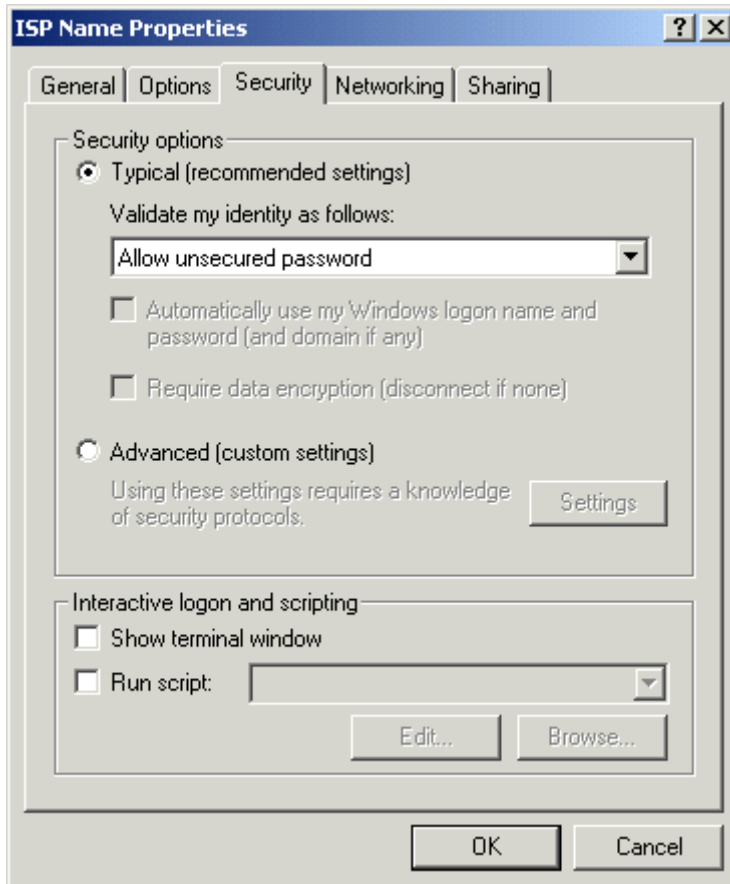 ISP Name Properties
General Options Security Networking Sharing
Security options
Typical (recommended settings)
Validate my identity as follows:
Allow unsecured password
Automatically use my Windows logon name and
password (and domain if any)
Require data encryption (disconnect if none)
Advanced (custom settings)
Using these settings requires a knowledge
of security protocols.
Settings
Interactive logon and scripting
Show terminal window
Run script:
Edit... Browse...
OK Cancel